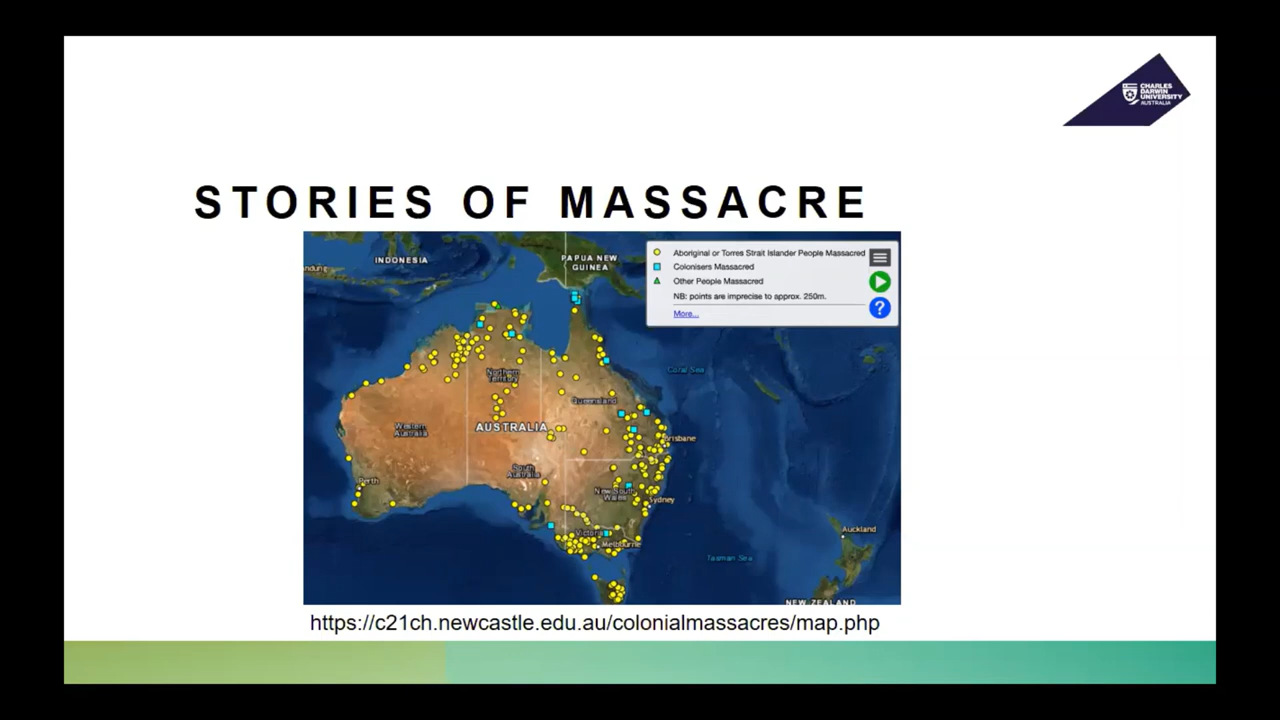 CHARLES
DARWIN
UNIVERSITY
AUSTRALIA
STORIES OF MASSACRE
INDONESIA
PAPUA NEW
GUINEA
Aboriginal or Torres Strait Islander People Massacred
Colonisers Massacred
Other People Massacred
NB: points are imprecise to approx. 250m.
More...
?
Coral Sea
Northern
Territory
Queensland
Western
Australia
AUSTRALIA
Brisbane
South
Australia
Perth
New South
Wales
Sydney
Victoria
Melbourne
Auckland
Tasman Sea
NEW ZEALAND
https://c21ch.newcastle.edu.au/colonialmassacres/map.php